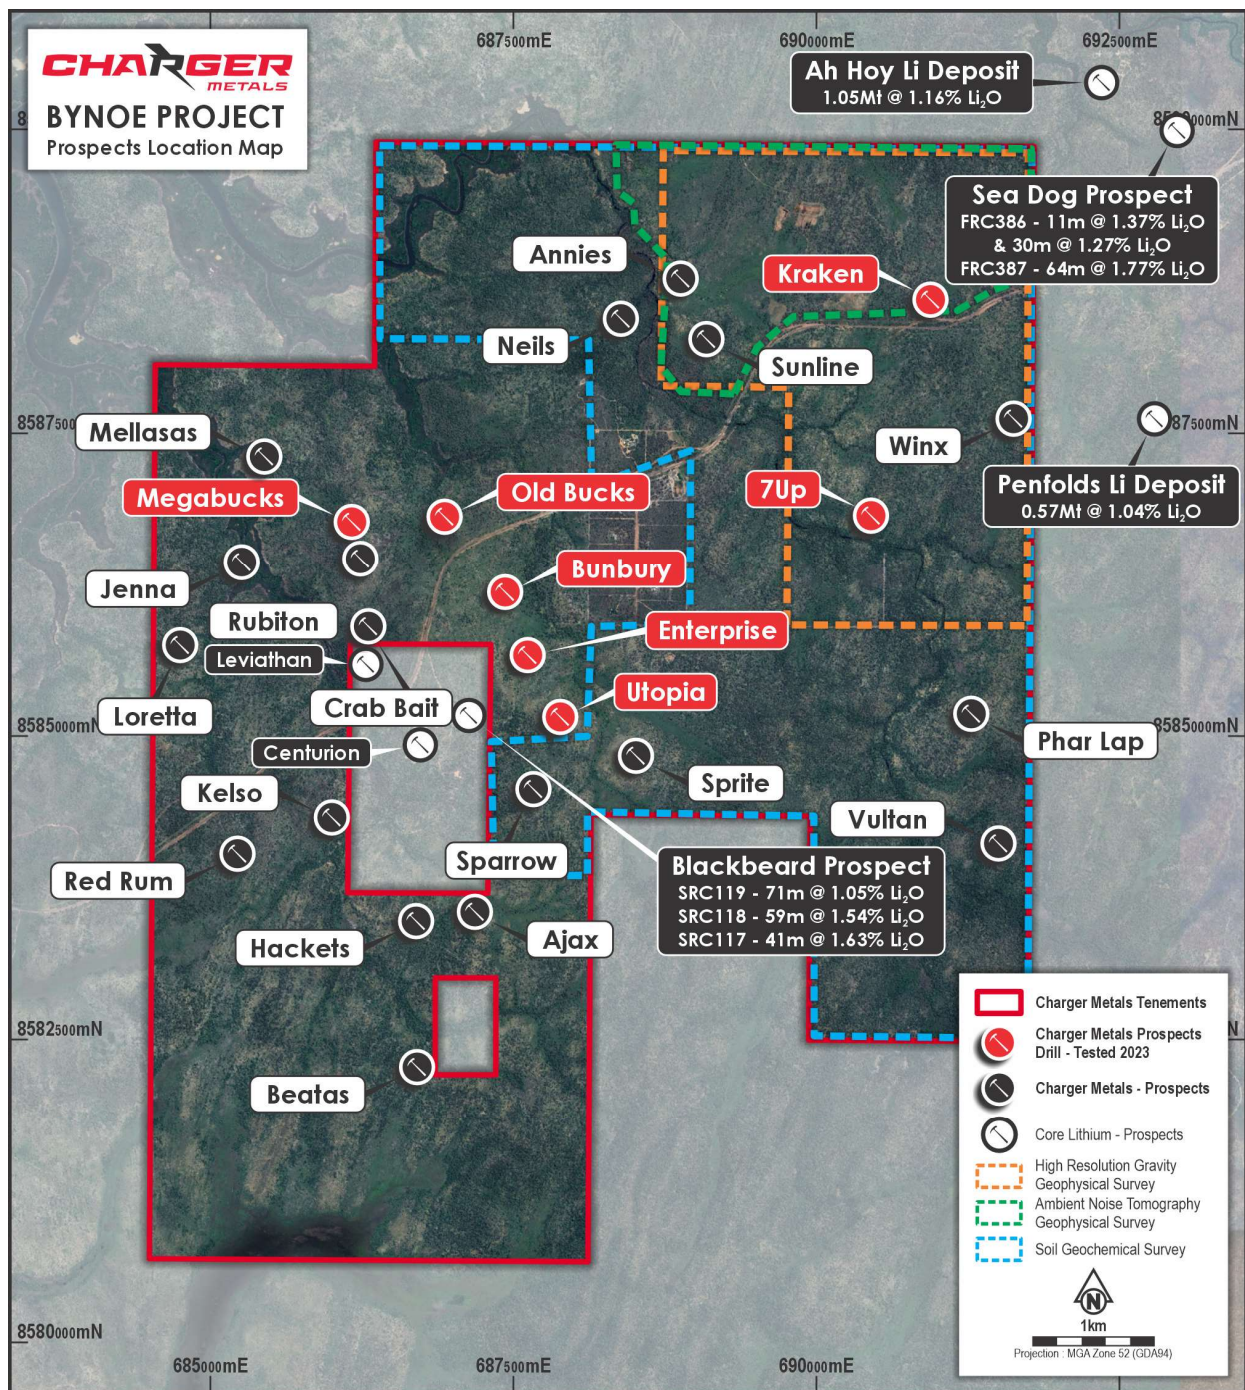 CHARGER
METALS
BYNOE PROJECT
Prospects Location Map
687500mE
690000mE
692500mE
Ah Hoy Li Deposit
1.05Mt @ 1.16% Li₂O
Sea Dog Prospect
FRC386 - 11m @ 1.37% Li₂O
& 30m @ 1.27% Li₂O
FRC387 - 64m @ 1.77% Li₂O
Annies
Kraken
Neils
Sunline
8587500mN
Mellasas
Winx
Megabucks
Old Bucks
7Up
Penfolds Li Deposit
0.57Mt @ 1.04% Li₂O
Jenna
Bunbury
Rubiton
Enterprise
Leviathan
Utopia
Loretta
Crab Bait
8585000mN
8585000mN
Centurion
Phar Lap
Kelso
Sprite
Vultan
Red Rum
Sparrow
Blackbeard Prospect
SRC119 - 71m @ 1.05% Li₂O
SRC118 - 59m @ 1.54% Li₂O
SRC117 - 41m @ 1.63% Li₂O
Hackets
Ajax
8582500mN
Beatas
Charger Metals Tenements
Charger Metals Prospects
Drill - Tested 2023
Charger Metals - Prospects
Core Lithium - Prospects
High Resolution Gravity
Geophysical Survey
Ambient Noise Tomography
Geophysical Survey
Soil Geochemical Survey
N
1km
Projection : MGA Zone 52 (GDA94)
8580000mN
685000mE
687500mE
690000mE